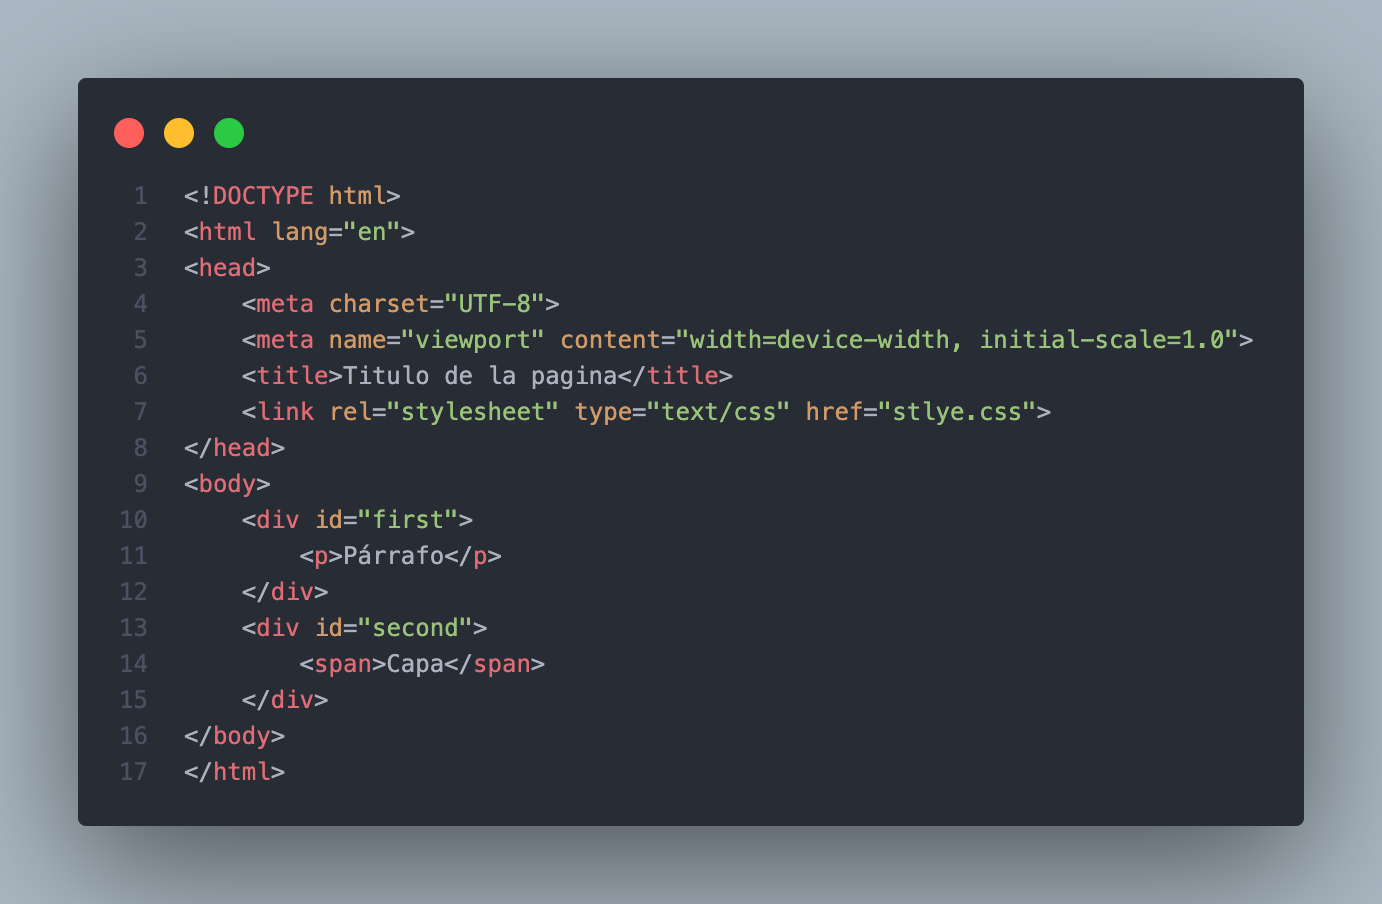 1 <!DOCTYPE html>
2 <html lang="en">
3 <head>
4     <meta charset="UTF-8">
5     <meta name="viewport" content="width=device-width, initial-scale=1.0">
6     <title>Titulo de la pagina</title>
7     <link rel="stylesheet" type="text/css" href="stlye.css">
8 </head>
9 <body>
10     <div id="first">
11         <p>Párrafo</p>
12     </div>
13     <div id="second">
14         <span>Capa</span>
15     </div>
16 </body>
17 </html>